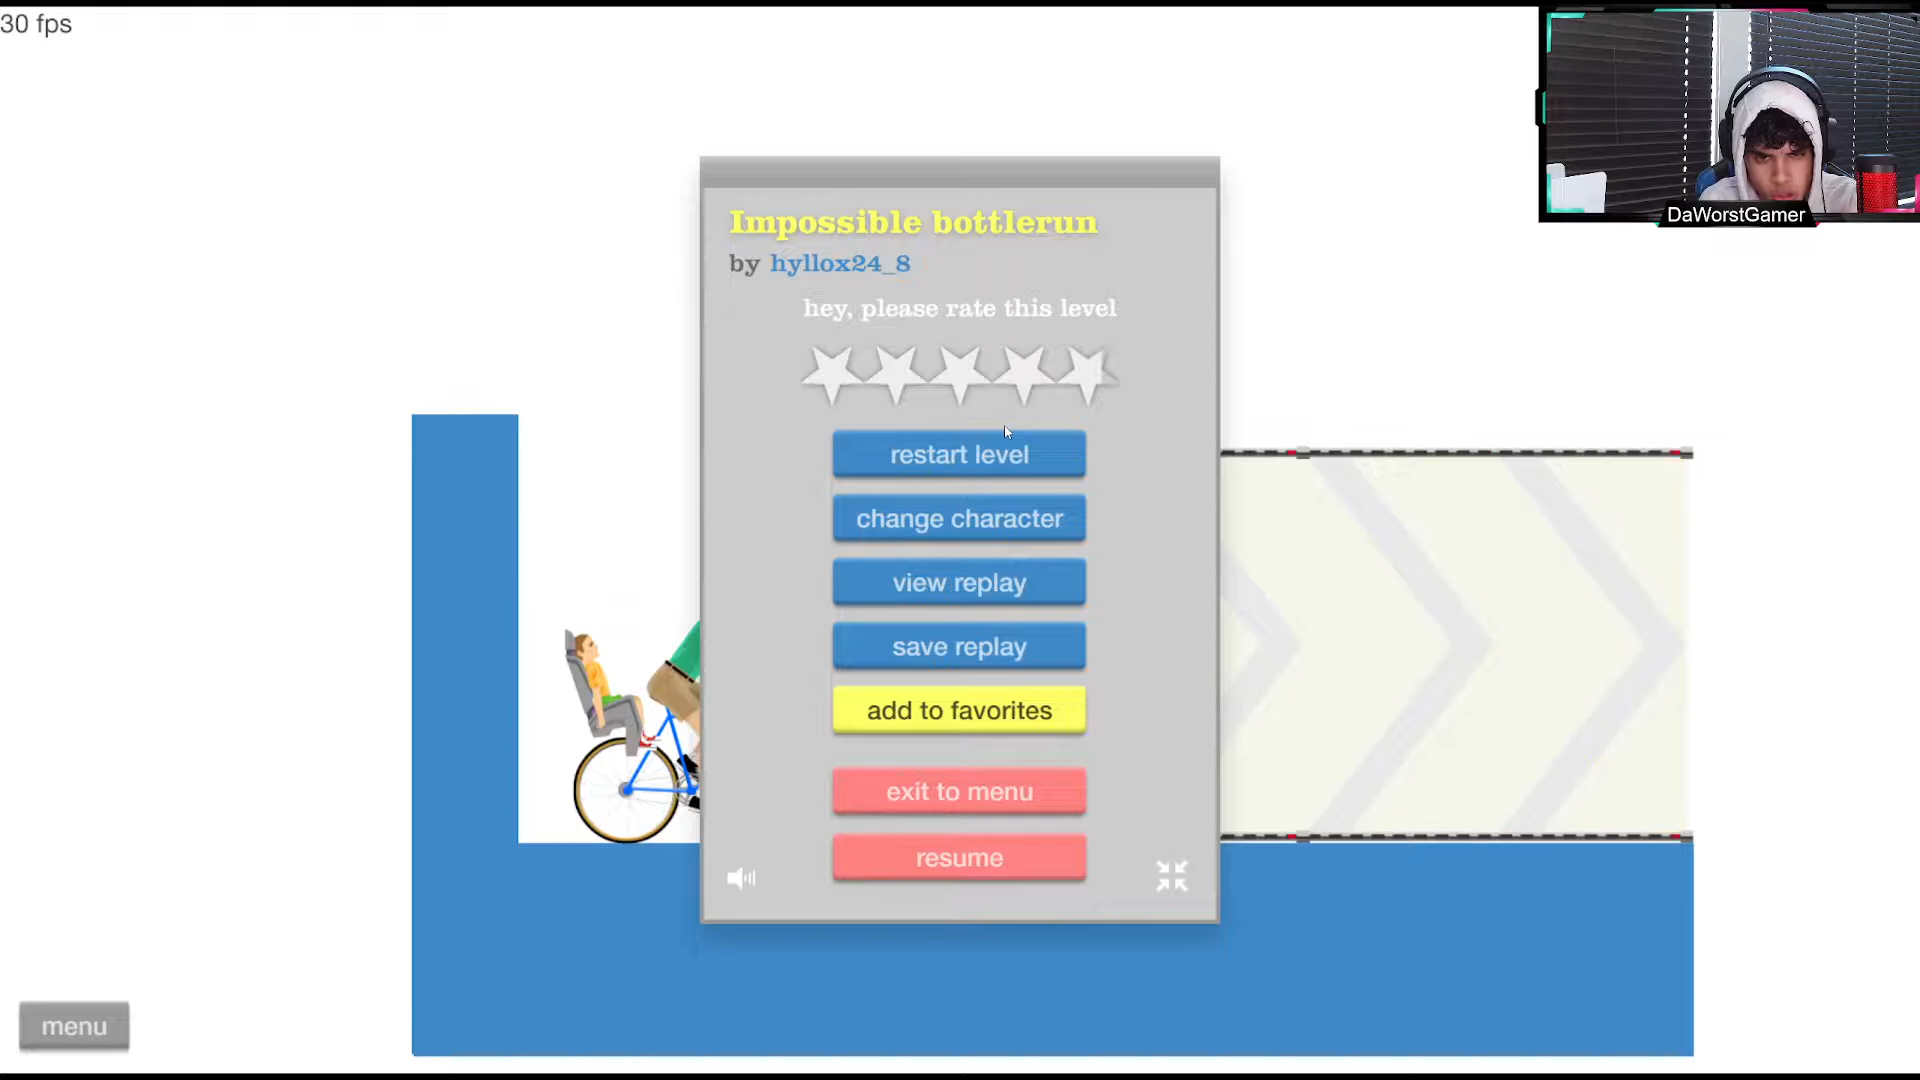 30 fps
DaWorstGamer
Impossible bottlerun
by hyllox24_8
hey, please rate this level
restart level
change character
view replay
save replay
add to favorites
exit to menu
resume
menu